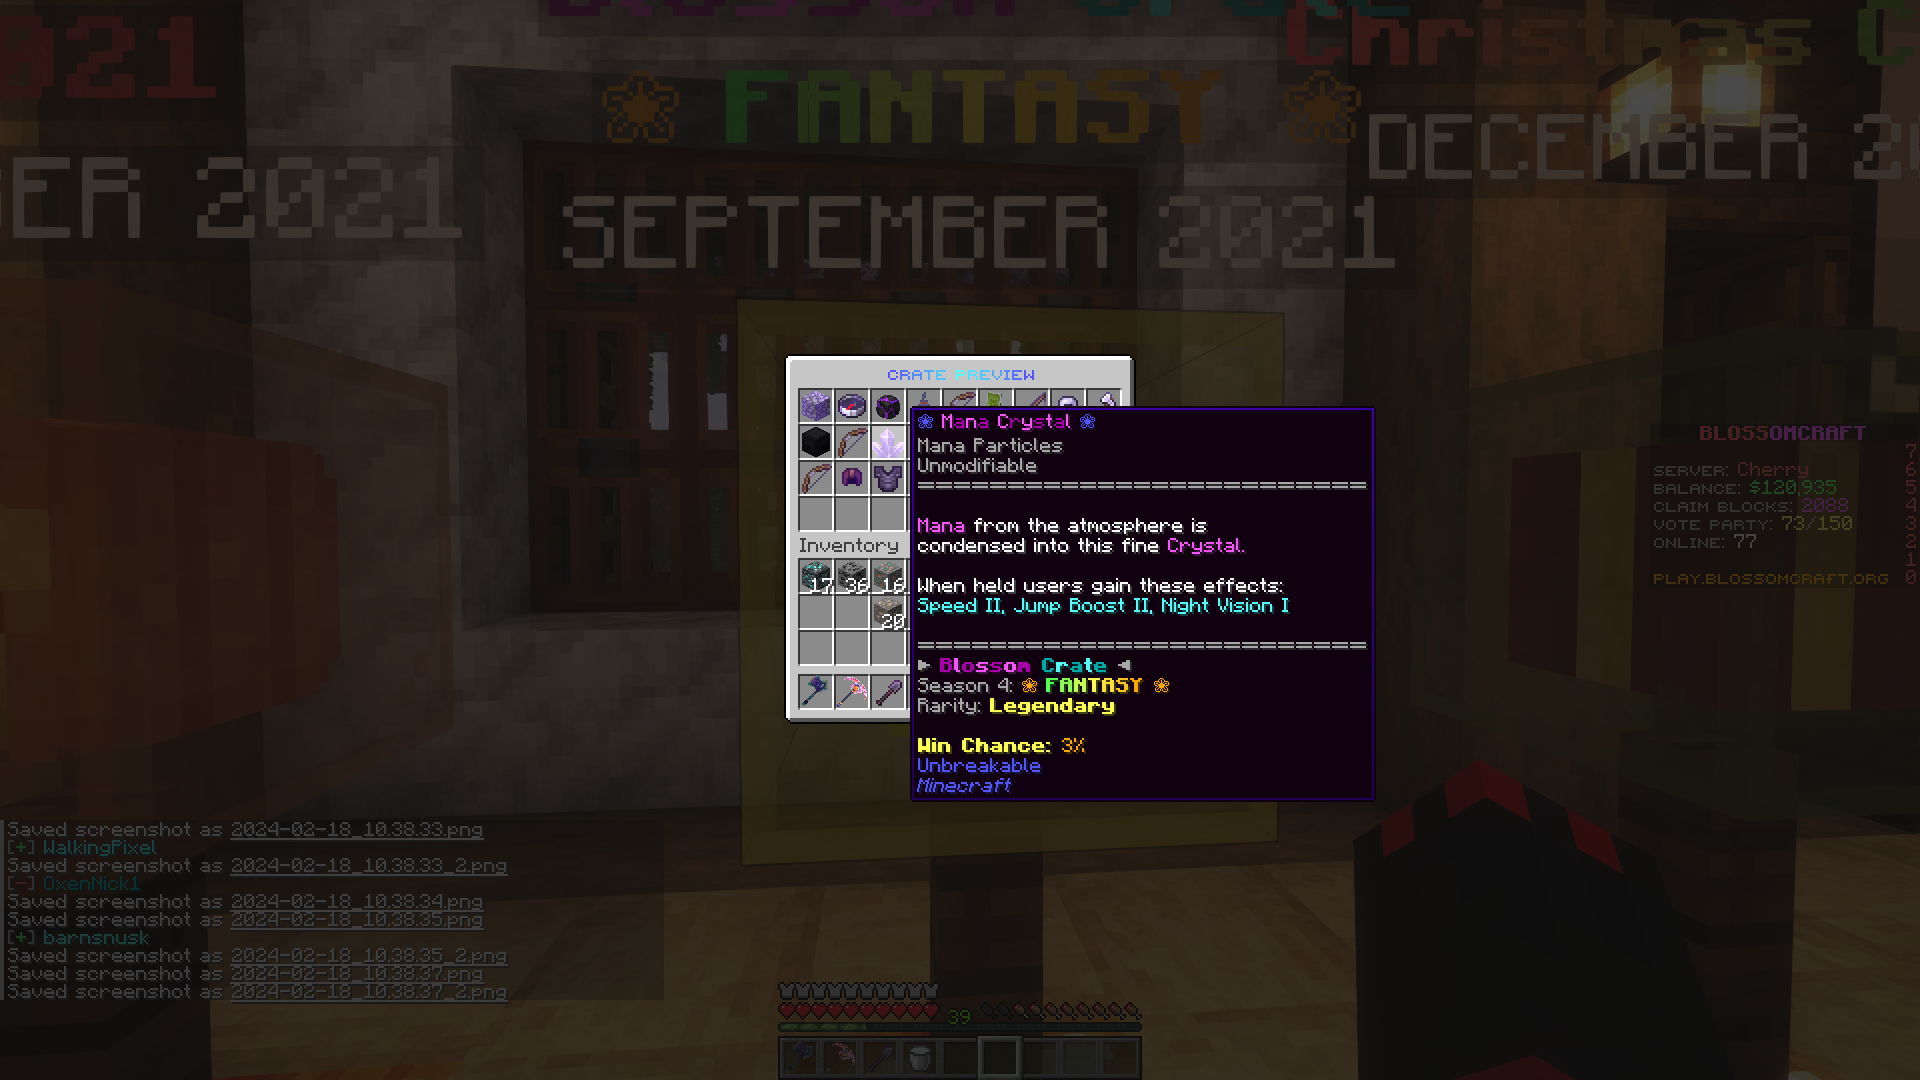 Blossom Crate
Christmas C
021
❀ FANTASY ❀
DECEMBER 2
ER 2021
SEPTEMBER 2021
CRATE PREVIEW
❀ Mana Crystal ❀
Mana Particles
Unmodifiable
==============================
Mana from the atmosphere is
condensed into this fine Crystal.
When held users gain these effects:
Speed II, Jump Boost II, Night Vision I
==============================
▶ Blossom Crate ◀
Season 4: ❀ FANTASY ❀
Rarity: Legendary
Win Chance: 3%
Unbreakable
Minecraft
Inventory
17 36 16
20
BLOSSOMCRAFT
7
SERVER: Cherry 6
BALANCE: $120,935 5
CLAIM BLOCKS: 2088 4
VOTE PARTY: 73/150 3
ONLINE: 77 2
1
PLAY.BLOSSOMCRAFT.ORG 0
Saved screenshot as 2024-02-18_10.38.33.png
[+] WalkingPixel
Saved screenshot as 2024-02-18_10.38.33_2.png
[-] OxenNick1
Saved screenshot as 2024-02-18_10.38.34.png
Saved screenshot as 2024-02-18_10.38.35.png
[+] barnsnusk
Saved screenshot as 2024-02-18_10.38.35_2.png
Saved screenshot as 2024-02-18_10.38.37.png
Saved screenshot as 2024-02-18_10.38.37_2.png
39